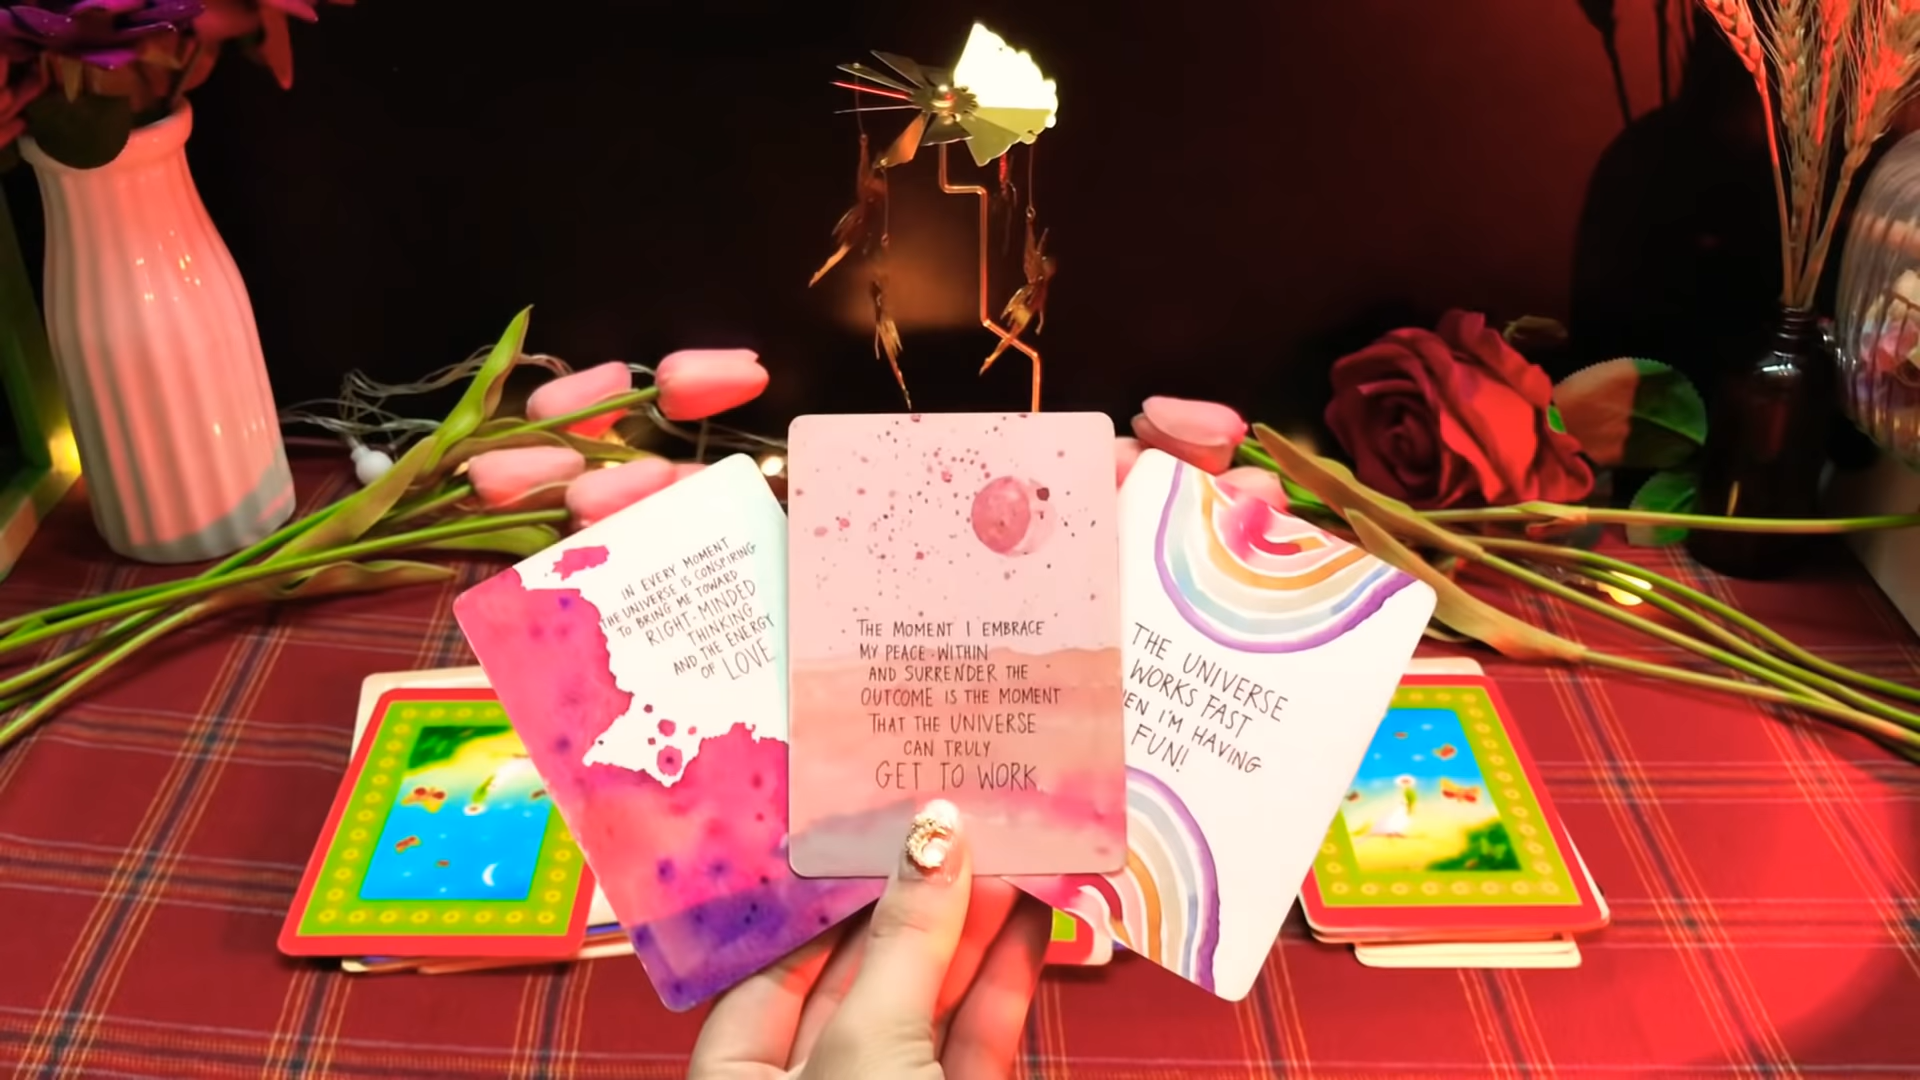 IN EVERY MOMENT
THE UNIVERSE IS CONSPIRING
TO BRING ME TOWARD
RIGHT-MINDED
THINKING
AND THE ENERGY
OF LOVE
THE MOMENT I EMBRACE
MY PEACE WITHIN
AND SURRENDER THE
OUTCOME IS THE MOMENT
THAT THE UNIVERSE
CAN TRULY
GET TO WORK.
THE UNIVERSE
WORKS FAST
I'M HAVING
FUN!